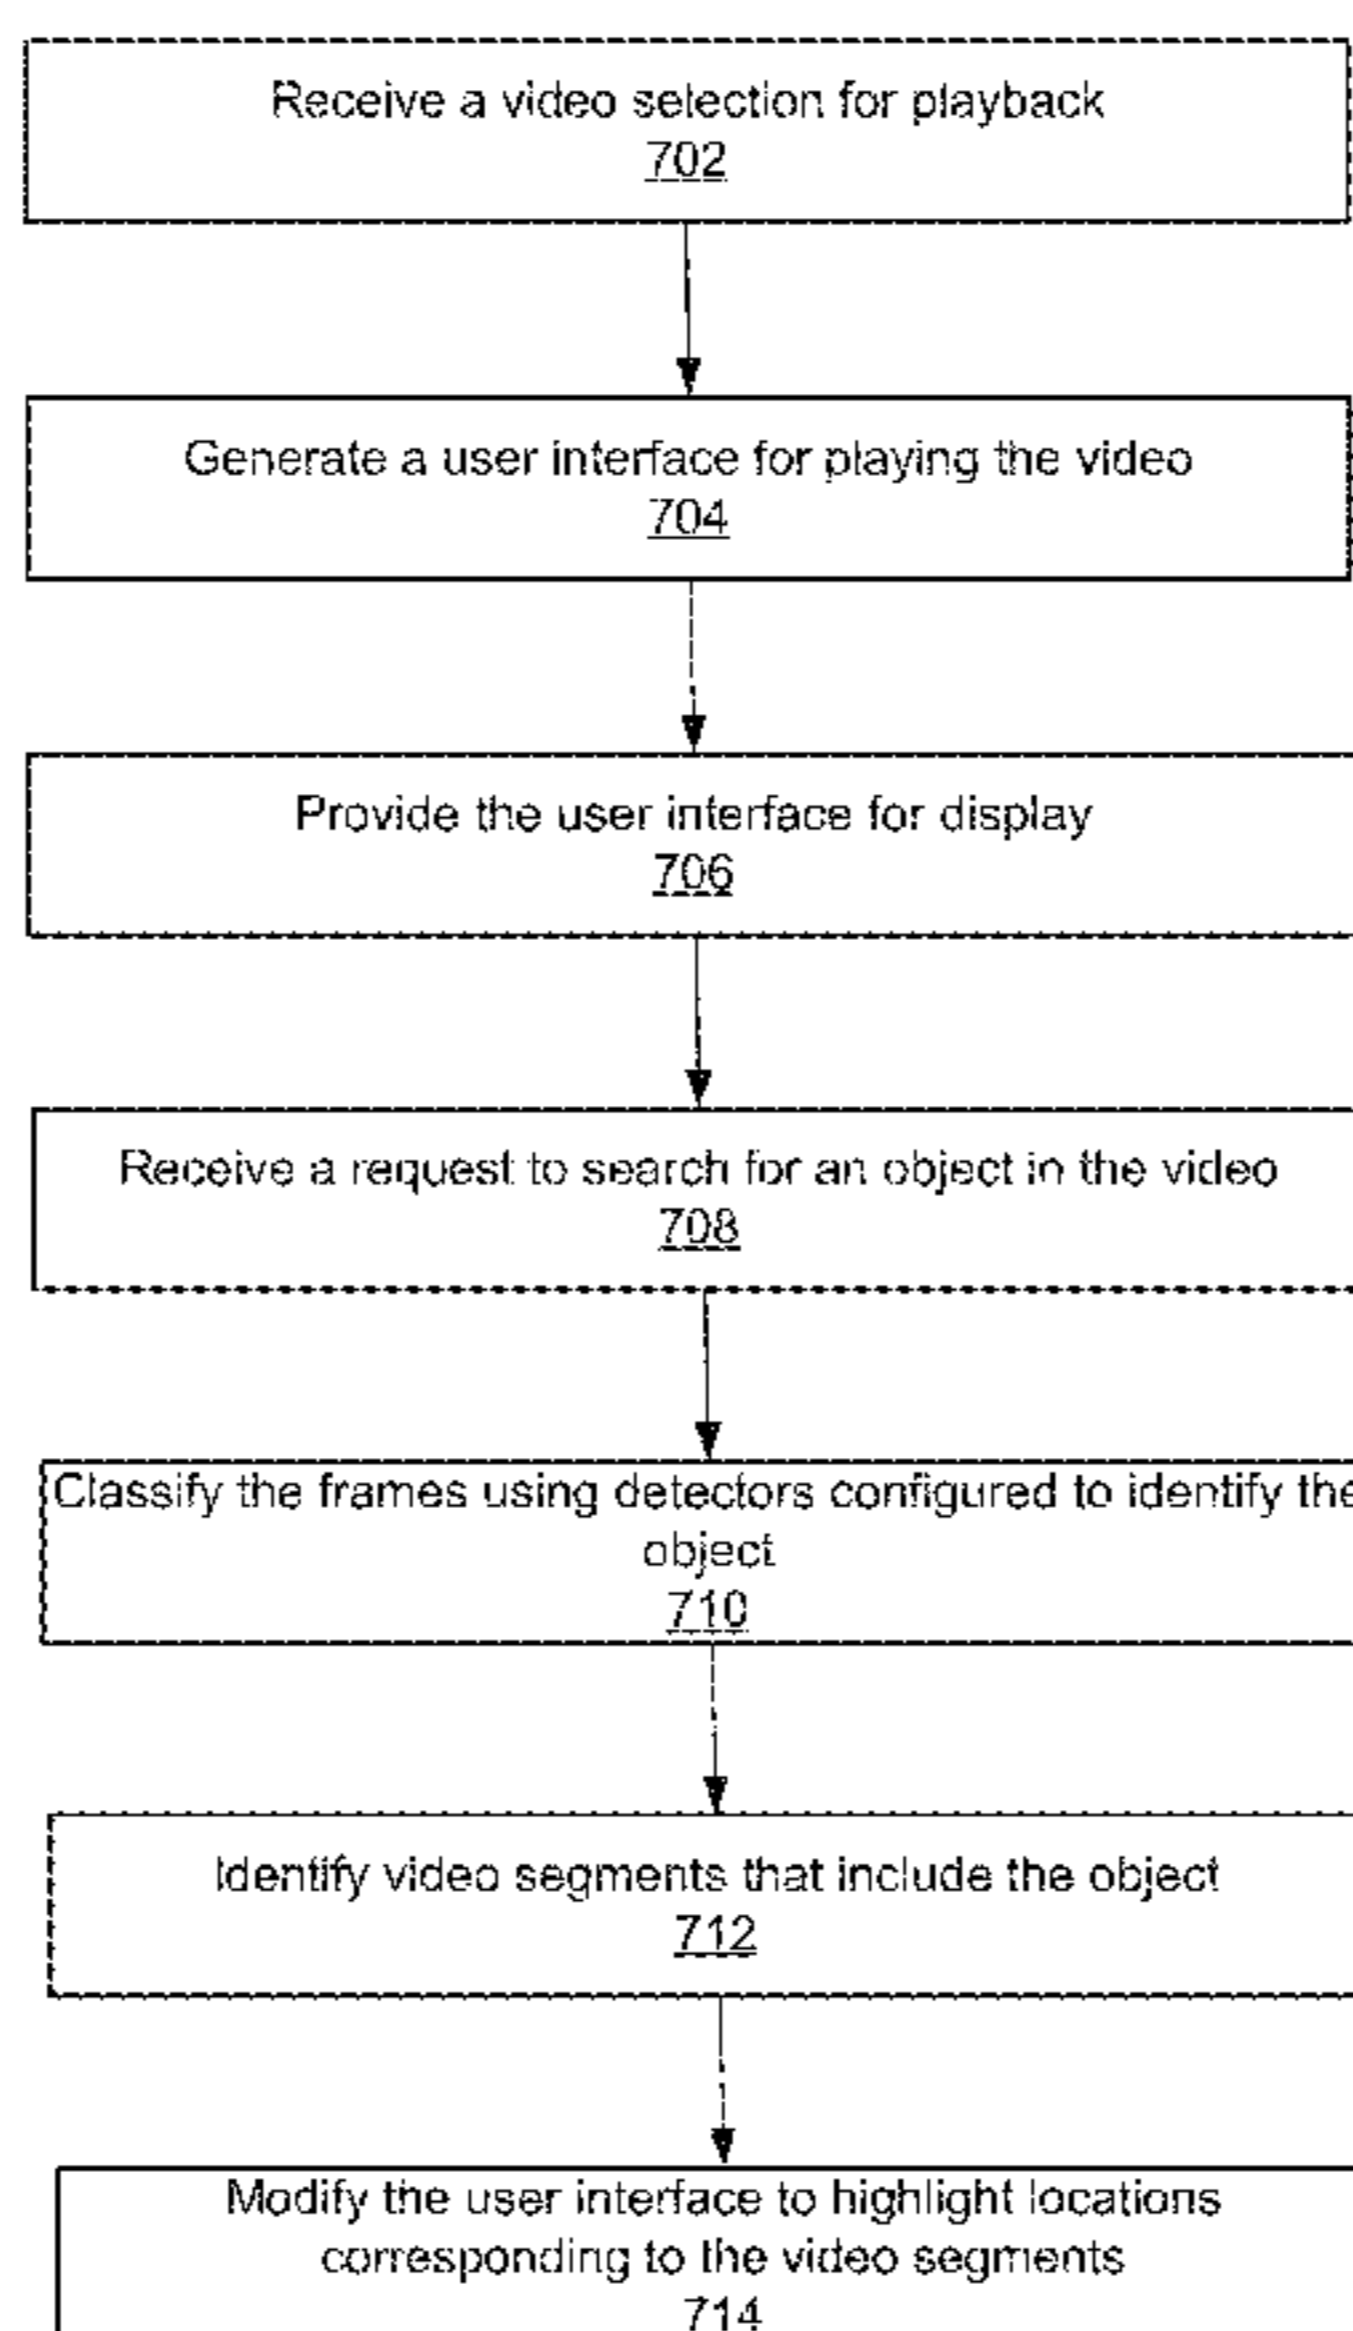 Receive a video selection for playback
702
Generate a user interface for playing the video
704
Provide the user interface for display
706
Receive a request to search for an object in the video
708
Classify the frames using detectors configured to identify the
object
710
Identify video segments that include the object
712
Modify the user interface to highlight locations
corresponding to the video segments
714